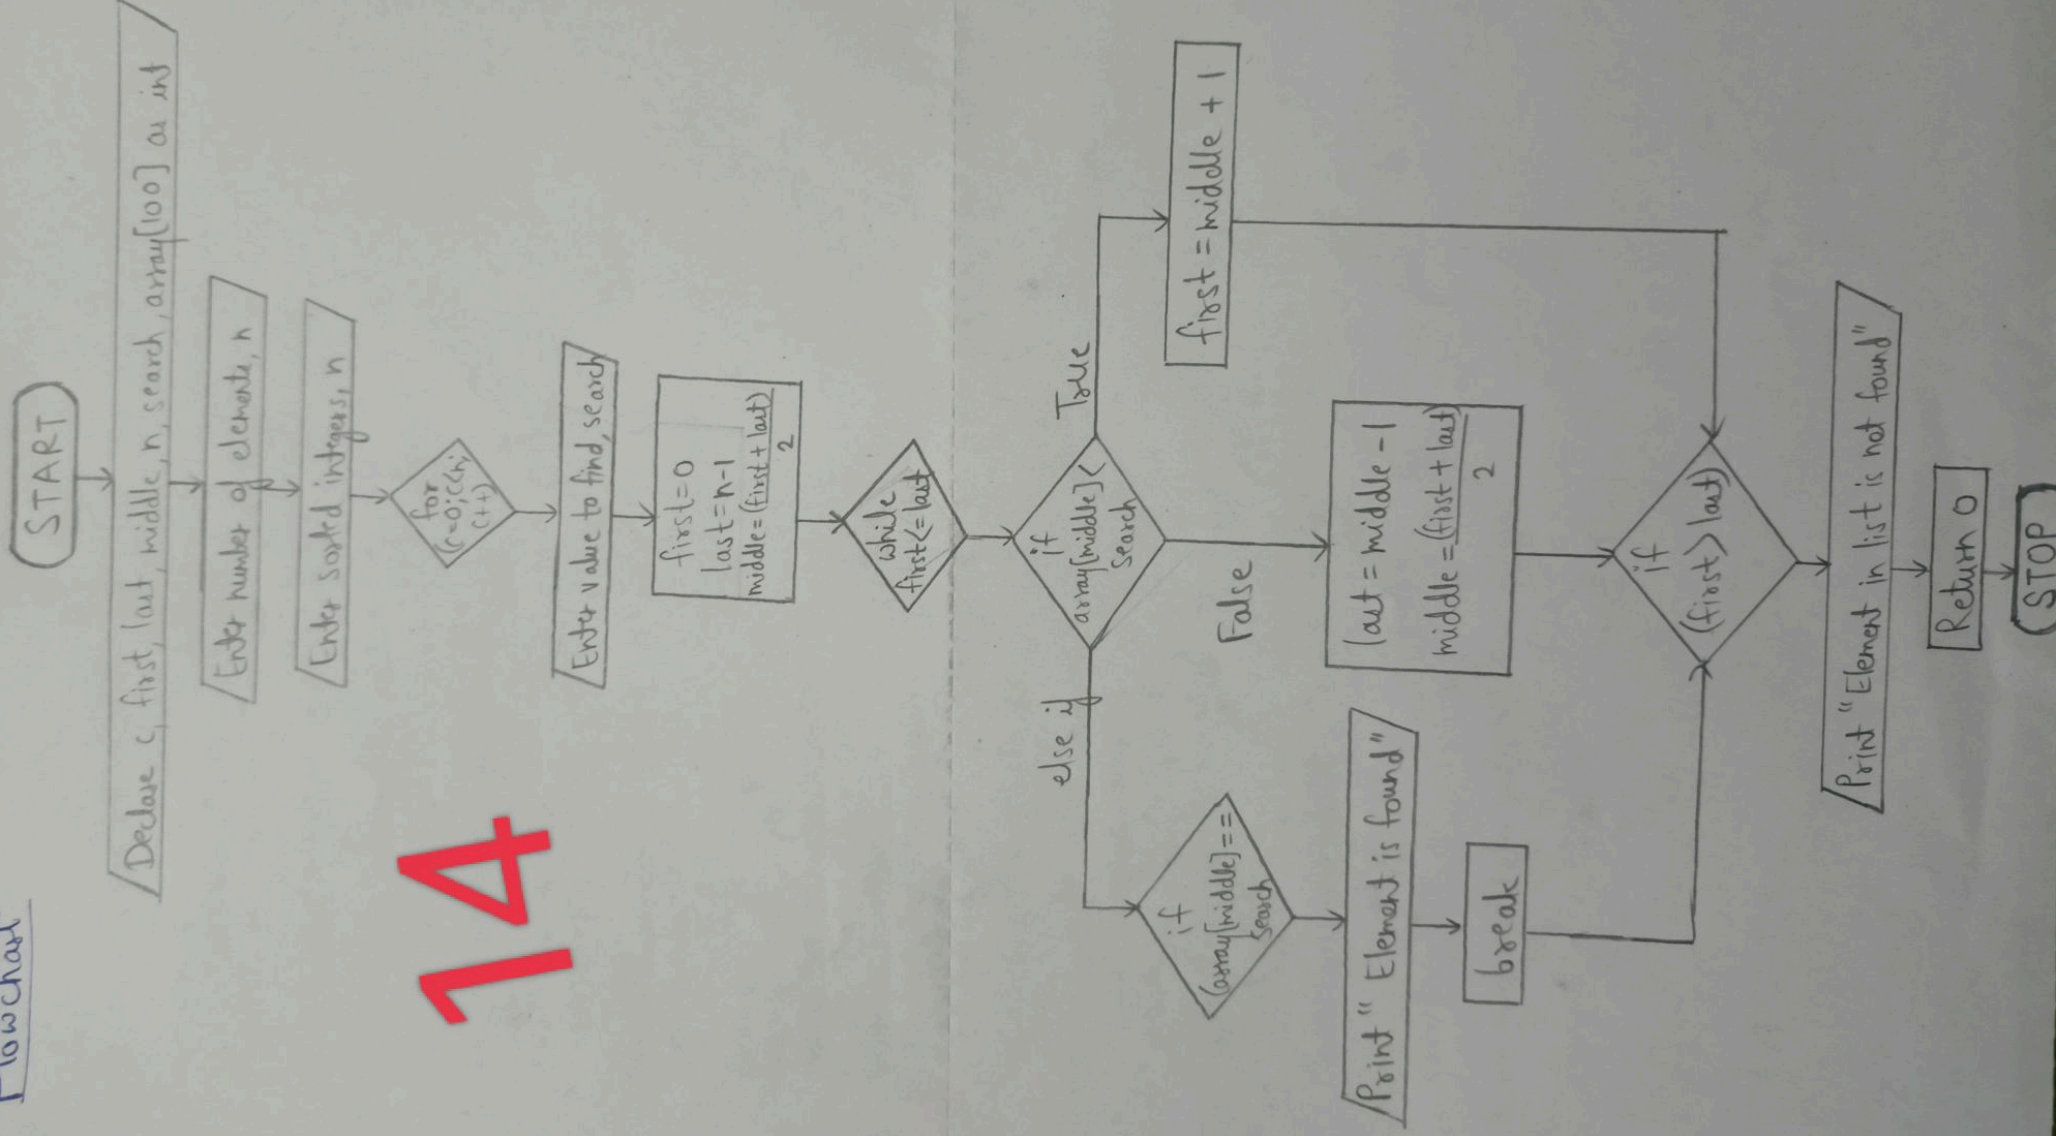 Flowchart
START
Declare c, first, last, middle, n, search, array[100] as int
Enter number of elements, n
Enter sorted integers, n
for
(c=0;c<n;
c++)
14
Enter value to find, search
first=0
last=n-1
middle=(first+last)
2
while
first<=last
if
array[middle]<
search
True
else if
False
first=middle+1
if
(array[middle]==
search
last=middle-1
middle=(first+last)
2
Print "Element is found"
break
if
(first>last)
Print "Element in list is not found"
Return 0
STOP